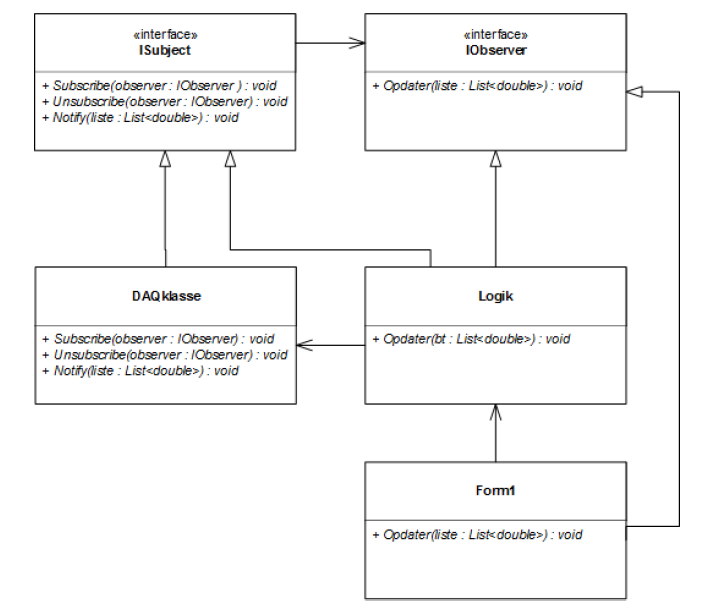 «interface»
ISubject
+ Subscribe(observer : IObserver ) : void
+ Unsubscribe(observer : IObserver) : void
+ Notify(liste : List<double>) : void
«interface»
IObserver
+ Opdater(liste : List<double>) : void
DAQklasse
+ Subscribe(observer : IObserver) : void
+ Unsubscribe(observer : IObserver) : void
+ Notify(liste : List<double>) : void
Logik
+ Opdater(bt : List<double>) : void
Form1
+ Opdater(liste : List<double>) : void